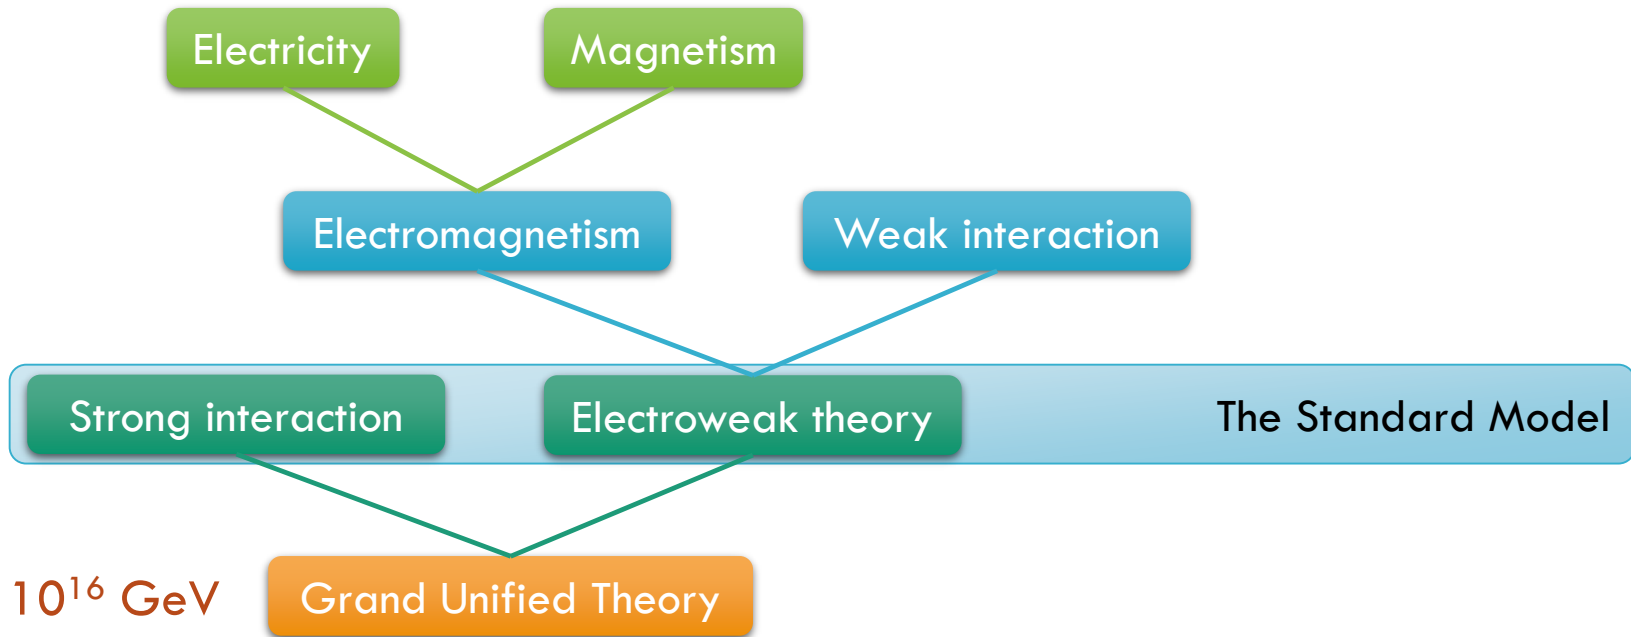 Electricity
Magnetism
Electromagnetism
Weak interaction
Strong interaction
Electroweak theory
The Standard Model
10¹⁶ GeV
Grand Unified Theory